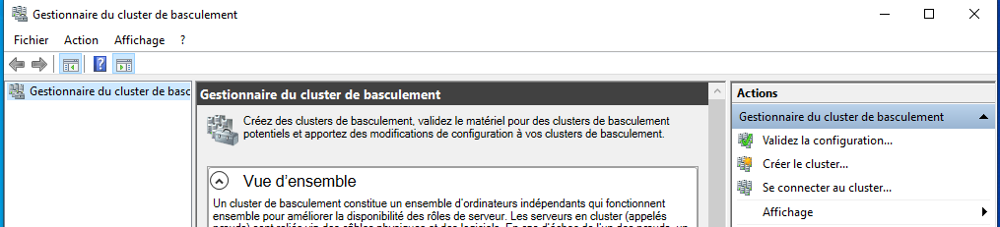 Gestionnaire du cluster de basculement
Fichier Action Affichage ?
Gestionnaire du cluster de basc
Gestionnaire du cluster de basculement
Créez des clusters de basculement, validez le matériel pour des clusters de basculement
potentiels et apportez des modifications de configuration à vos clusters de basculement.
Vue d'ensemble
Un cluster de basculement constitue un ensemble d'ordinateurs indépendants qui fonctionnent
ensemble pour améliorer la disponibilité des rôles de serveur. Les serveurs en cluster (appelés
Actions
Gestionnaire du cluster de basculement
Validez la configuration...
Créer le cluster...
Se connecter au cluster...
Affichage